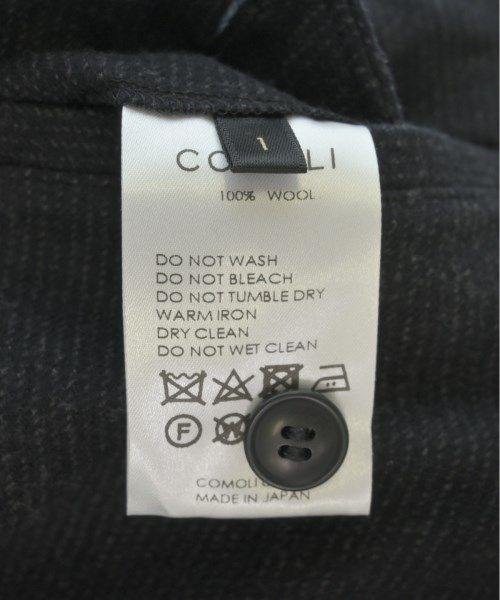 1
COMOLI
100% WOOL
DO NOT WASH
DO NOT BLEACH
DO NOT TUMBLE DRY
WARM IRON
DRY CLEAN
DO NOT WET CLEAN
F W
COMOLI
MADE IN JAPAN